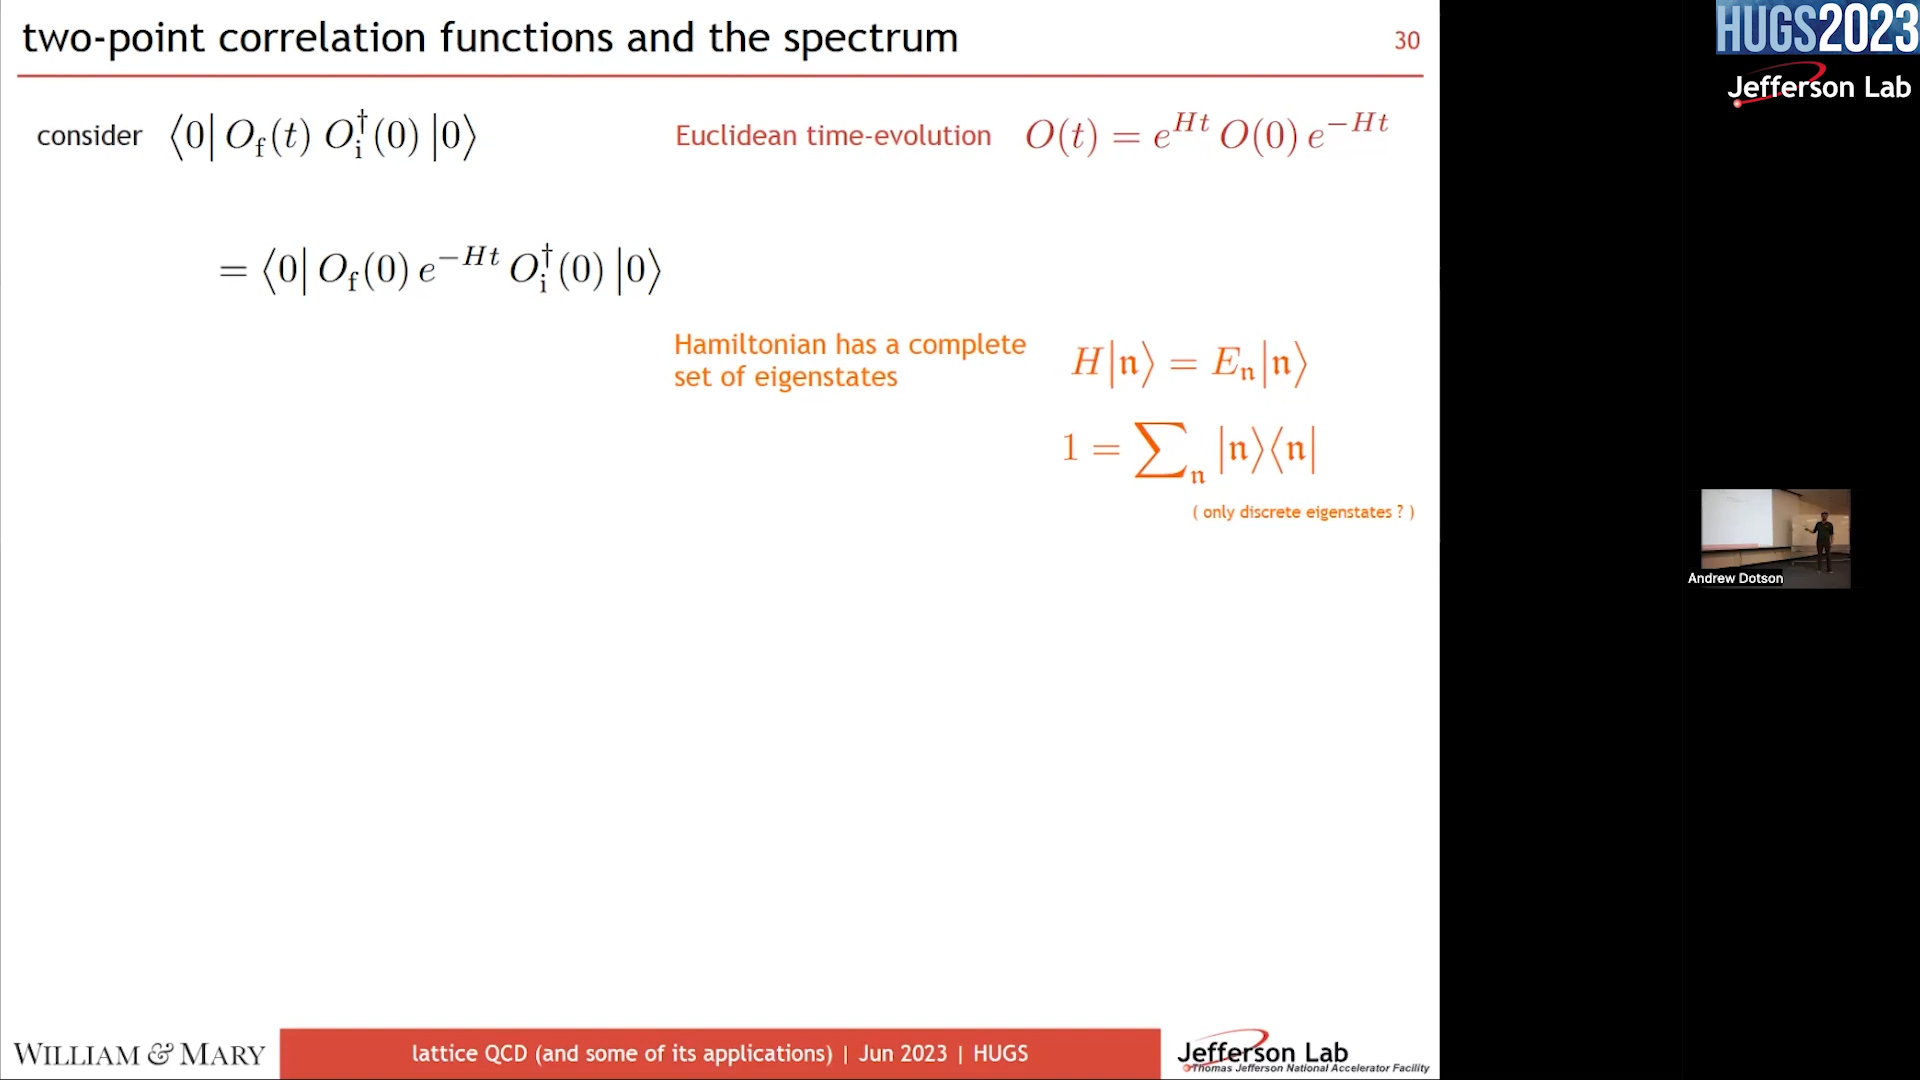 two-point correlation functions and the spectrum 30
consider ⟨0| O_f(t) O_i^†(0) |0⟩ Euclidean time-evolution O(t) = e^{Ht} O(0) e^{−Ht}
= ⟨0| O_f(0) e^{−Ht} O_i^†(0) |0⟩
Hamiltonian has a complete
set of eigenstates
H|𝔫⟩ = E_𝔫|𝔫⟩
1 = ∑_𝔫 |𝔫⟩⟨𝔫|
( only discrete eigenstates ? )
WILLIAM & MARY
lattice QCD (and some of its applications) | Jun 2023 | HUGS
Jefferson Lab
Thomas Jefferson National Accelerator Facility
HUGS2023
Jefferson Lab
Andrew Dotson